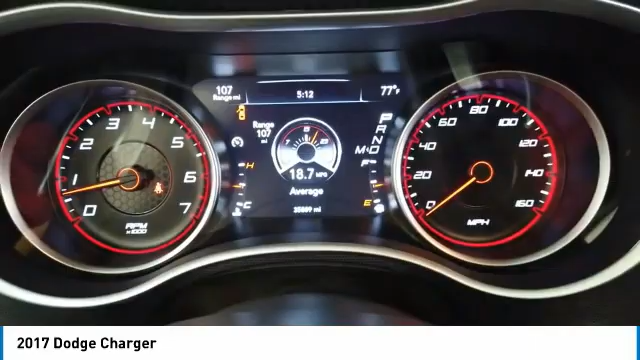 107
Range mi
5:12
77°F
Range
107
mi
18.7 MPG
Average
35889 mi
P
R
N
D
M
H
C
F
E
0
1
2
3
4
5
6
7
RPM
x1000
0
20
40
60
80
100
120
140
160
MPH
2017 Dodge Charger